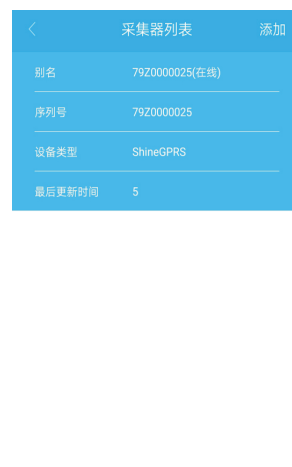 采集器列表 添加
别名 79Z0000025(在线)
序列号 79Z0000025
设备类型 ShineGPRS
最后更新时间 5